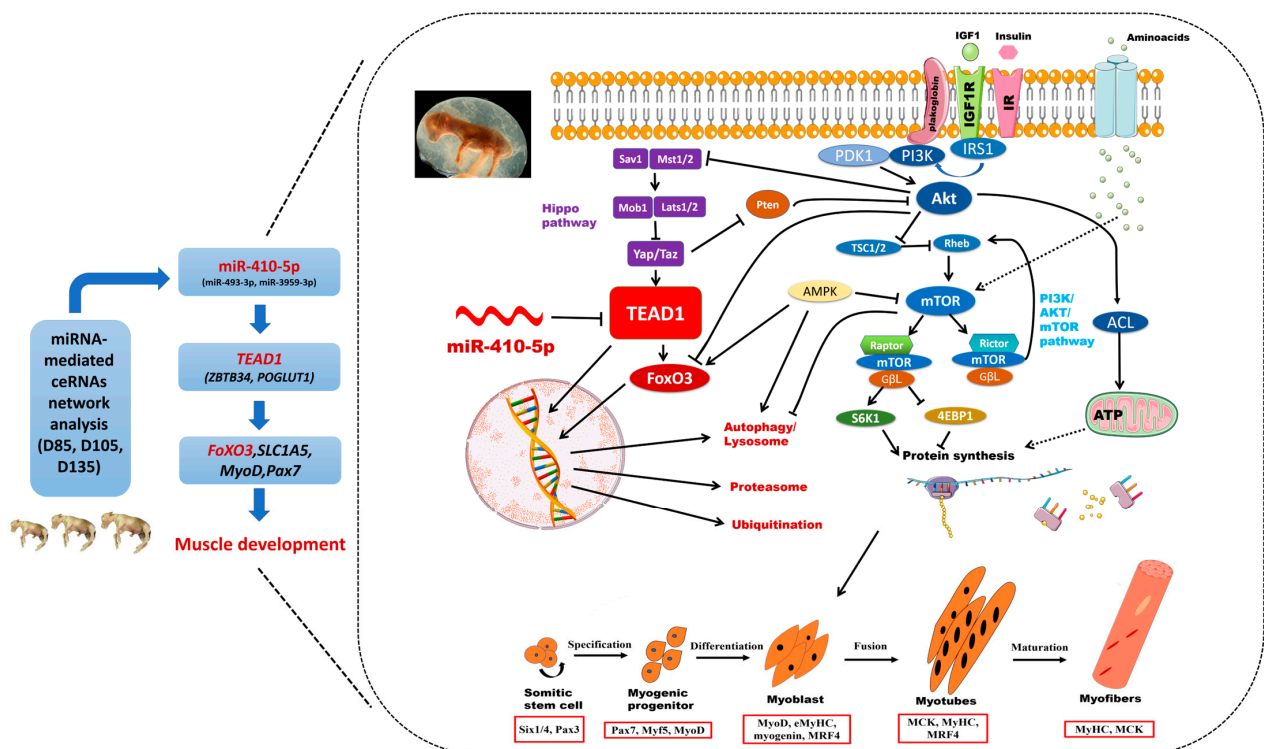 miRNA-
mediated
ceRNAs
network
analysis
(D85, D105,
D135)
miR-410-5p
(miR-493-3p, miR-3959-3p)
TEAD1
(ZBTB34, POGLUT1)
FoXO3,SLC1A5,
MyoD,Pax7
Muscle development
IGF1
Insulin
Aminoacids
plakoglobin
IGF1R
IR
PDK1
PI3K
IRS1
Sav1
Mst1/2
Akt
Hippo
pathway
Mob1
Lats1/2
Pten
Yap/Taz
TSC1/2
Rheb
AMPK
mTOR
PI3K/
AKT/
mTOR
pathway
ACL
TEAD1
miR-410-5p
FoxO3
Raptor
mTOR
GβL
Rictor
mTOR
GβL
S6K1
4EBP1
ATP
Autophagy/
Lysosome
Protein synthesis
Proteasome
Ubiquitination
Specification
Differentiation
Fusion
Maturation
Somitic
stem cell
Myogenic
progenitor
Myoblast
Myotubes
Myofibers
Six1/4, Pax3
Pax7, Myf5, MyoD
MyoD, eMyHC,
myogenin, MRF4
MCK, MyHC,
MRF4
MyHC, MCK